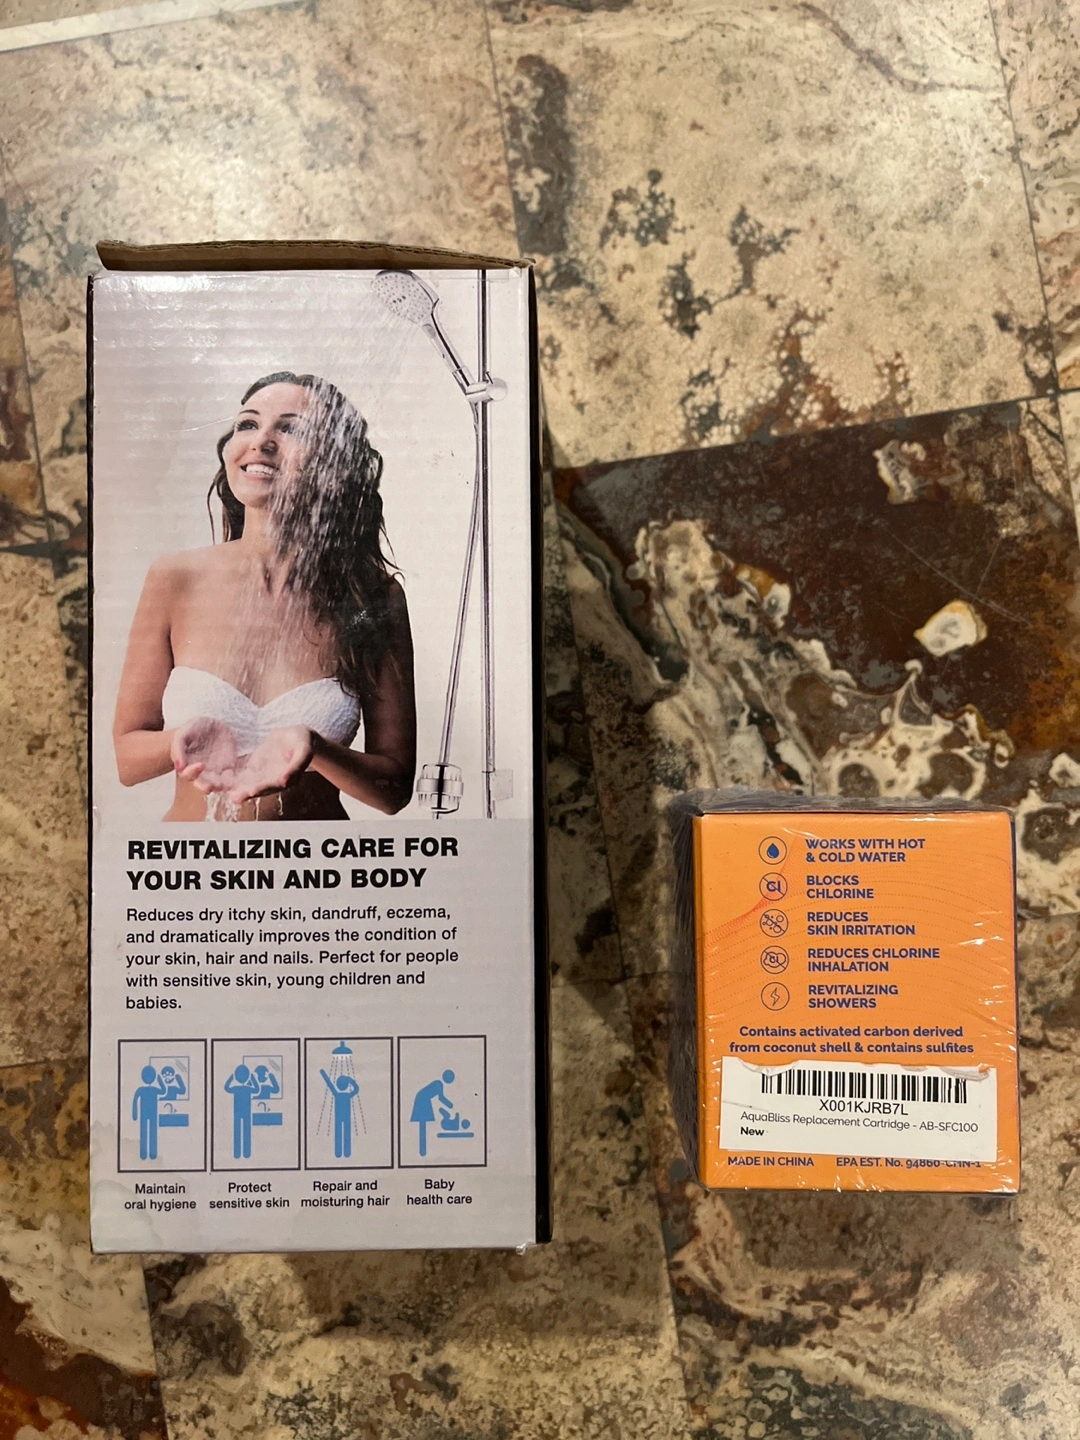 REVITALIZING CARE FOR
YOUR SKIN AND BODY
Reduces dry itchy skin, dandruff, eczema,
and dramatically improves the condition of
your skin, hair and nails. Perfect for people
with sensitive skin, young children and
babies.
Maintain
oral hygiene
Protect
sensitive skin
Repair and
moisturing hair
Baby
health care
WORKS WITH HOT
& COLD WATER
Cl
BLOCKS
CHLORINE
REDUCES
SKIN IRRITATION
Cl
REDUCES CHLORINE
INHALATION
REVITALIZING
SHOWERS
Contains activated carbon derived
from coconut shell & contains sulfites
X001KJRB7L
AquaBliss Replacement Cartridge - AB-SFC100
New
MADE IN CHINA EPA EST. No. 94860-CHN-1